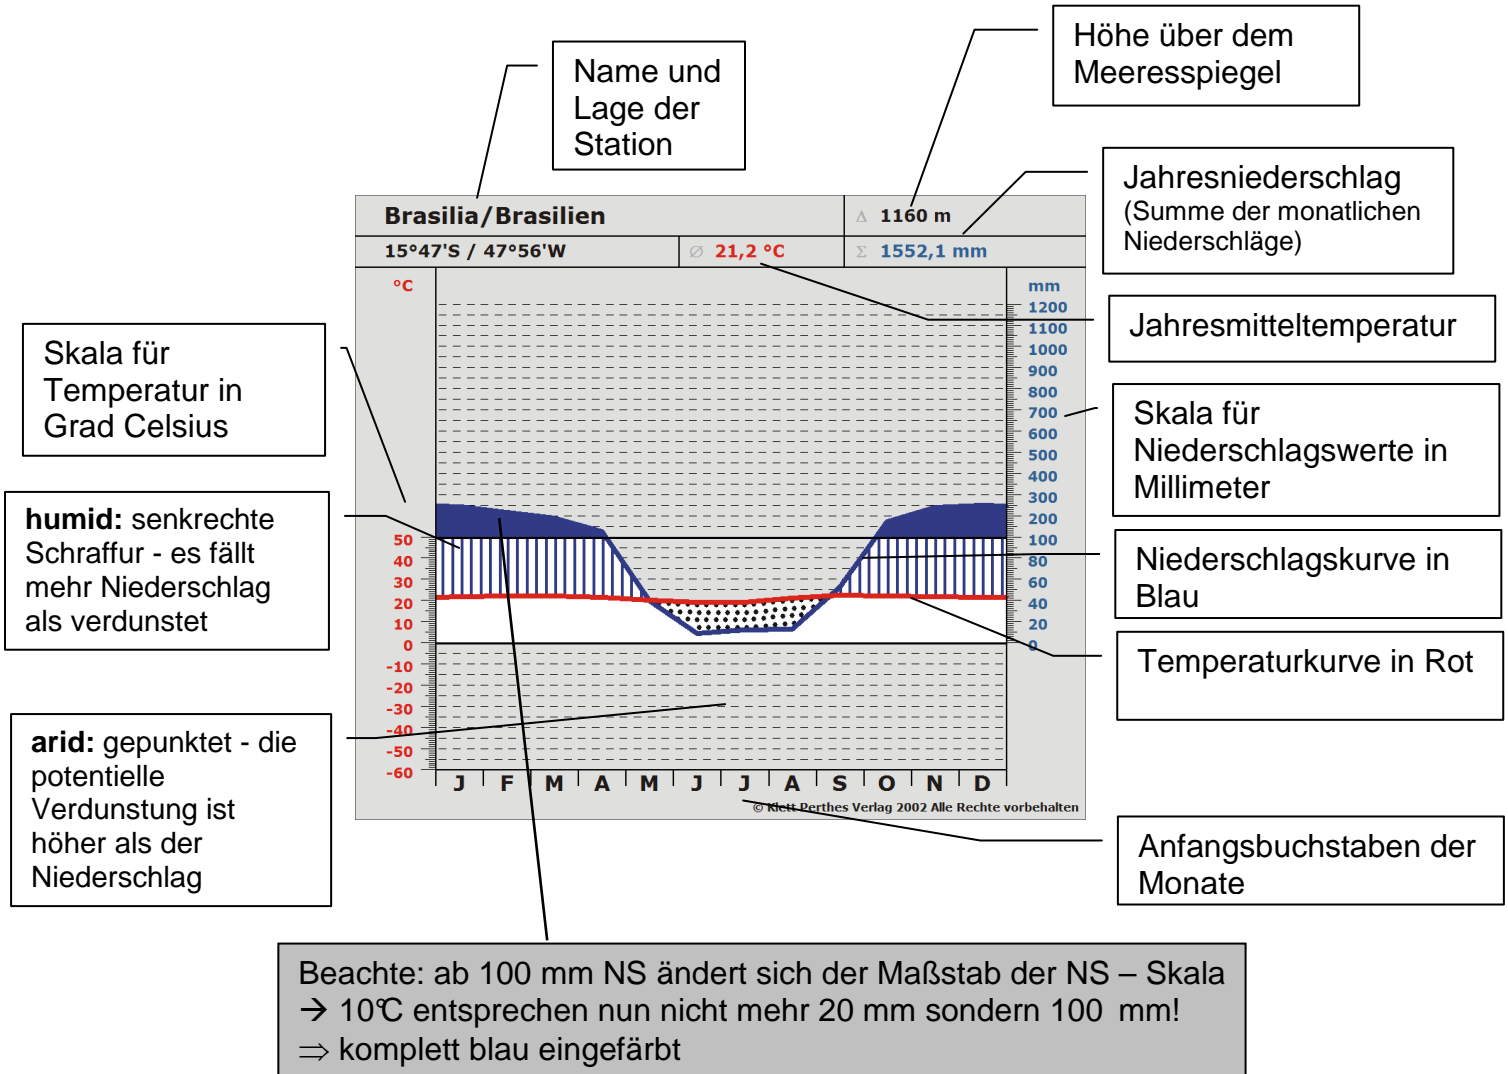 Name und
Lage der
Station
Höhe über dem
Meeresspiegel
Jahresniederschlag
(Summe der monatlichen
Niederschläge)
Brasilia/Brasilien
Δ 1160 m
15°47'S / 47°56'W
Ø 21,2 °C
Σ 1552,1 mm
°C
mm
1200
1100
1000
900
800
700
600
500
400
300
200
100
80
60
40
20
0
50
40
30
20
10
0
-10
-20
-30
-40
-50
-60
J F M A M J J A S O N D
© Klett Perthes Verlag 2002 Alle Rechte vorbehalten
Jahresmitteltemperatur
Skala für
Temperatur in
Grad Celsius
Skala für
Niederschlagswerte in
Millimeter
humid: senkrechte
Schraffur - es fällt
mehr Niederschlag
als verdunstet
Niederschlagskurve in
Blau
Temperaturkurve in Rot
arid: gepunktet - die
potentielle
Verdunstung ist
höher als der
Niederschlag
Anfangsbuchstaben der
Monate
Beachte: ab 100 mm NS ändert sich der Maßstab der NS – Skala
→ 10°C entsprechen nun nicht mehr 20 mm sondern 100 mm!
⇒ komplett blau eingefärbt